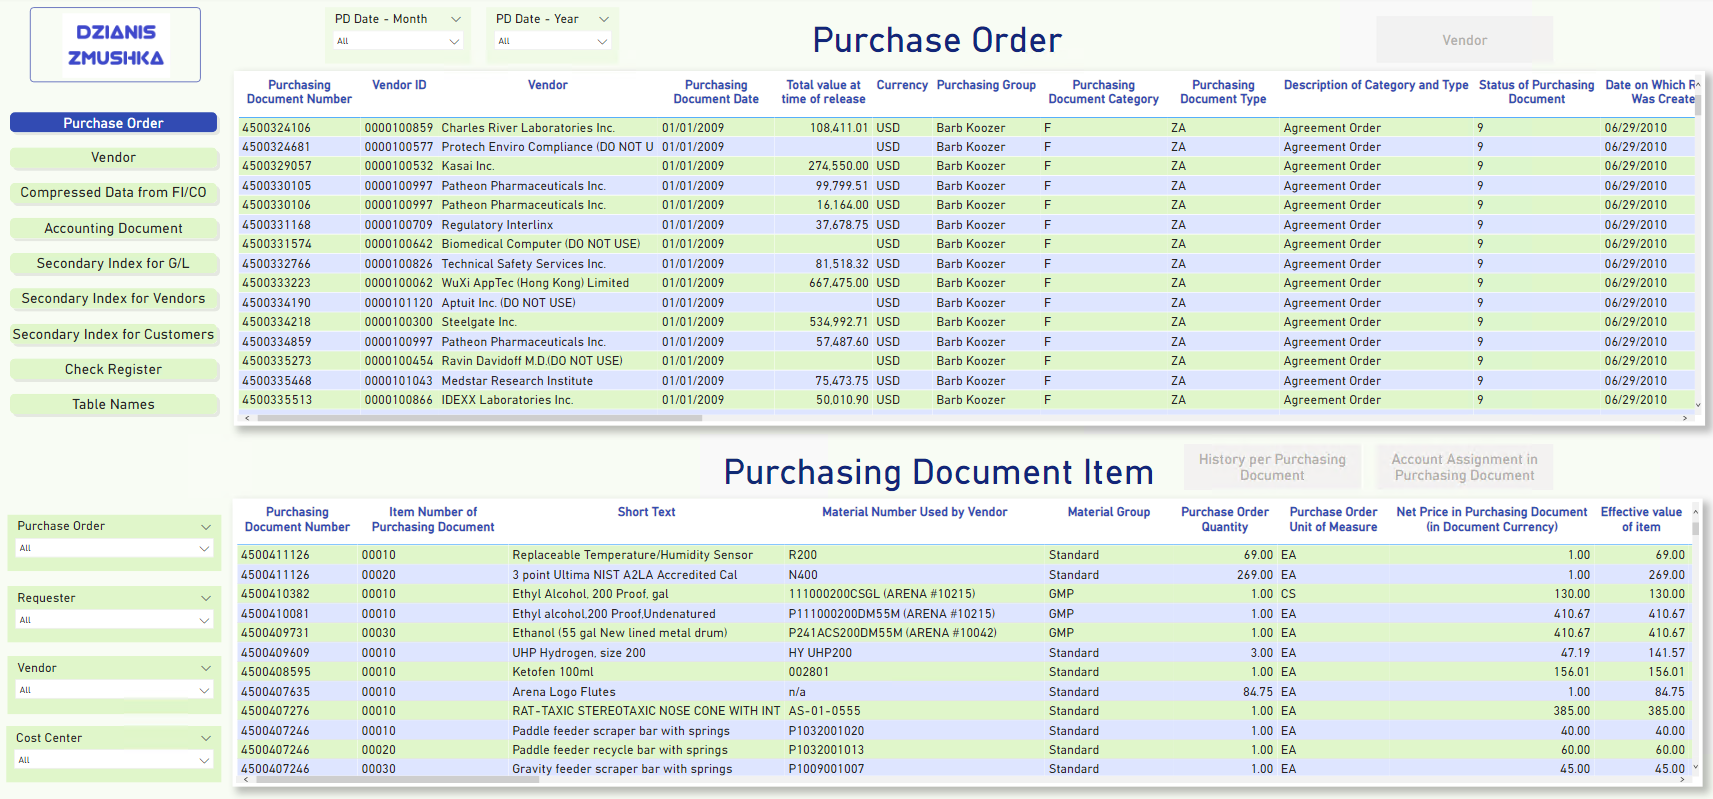 DZIANIS
ZMUSHKA
PD Date - Month
All
PD Date - Year
All
Purchase Order
Vendor
Purchase Order
Vendor
Compressed Data from FI/CO
Accounting Document
Secondary Index for G/L
Secondary Index for Vendors
Secondary Index for Customers
Check Register
Table Names
Purchasing Document Number Vendor ID Vendor Purchasing Document Date Total value at time of release Currency Purchasing Group Purchasing Document Category Purchasing Document Type Description of Category and Type Status of Purchasing Document Date on Which R Was Create
4500324106 0000100859 Charles River Laboratories Inc. 01/01/2009 108,411.01 USD Barb Koozer F ZA Agreement Order 9 06/29/2010
4500324681 0000100577 Protech Enviro Compliance (DO NOT U 01/01/2009 USD Barb Koozer F ZA Agreement Order 9 06/29/2010
4500329057 0000100532 Kasai Inc. 01/01/2009 274,550.00 USD Barb Koozer F ZA Agreement Order 9 06/29/2010
4500330105 0000100997 Patheon Pharmaceuticals Inc. 01/01/2009 99,799.51 USD Barb Koozer F ZA Agreement Order 9 06/29/2010
4500330106 0000100997 Patheon Pharmaceuticals Inc. 01/01/2009 16,164.00 USD Barb Koozer F ZA Agreement Order 9 06/29/2010
4500331168 0000100709 Regulatory Interlinx 01/01/2009 37,678.75 USD Barb Koozer F ZA Agreement Order 9 06/29/2010
4500331574 0000100642 Biomedical Computer (DO NOT USE) 01/01/2009 USD Barb Koozer F ZA Agreement Order 9 06/29/2010
4500332766 0000100826 Technical Safety Services Inc. 01/01/2009 81,518.32 USD Barb Koozer F ZA Agreement Order 9 06/29/2010
4500333223 0000100062 WuXi AppTec (Hong Kong) Limited 01/01/2009 667,475.00 USD Barb Koozer F ZA Agreement Order 9 06/29/2010
4500334190 0000101120 Aptuit Inc. (DO NOT USE) 01/01/2009 USD Barb Koozer F ZA Agreement Order 9 06/29/2010
4500334218 0000100300 Steelgate Inc. 01/01/2009 534,992.71 USD Barb Koozer F ZA Agreement Order 9 06/29/2010
4500334859 0000100997 Patheon Pharmaceuticals Inc. 01/01/2009 57,487.60 USD Barb Koozer F ZA Agreement Order 9 06/29/2010
4500335273 0000100454 Ravin Davidoff M.D.(DO NOT USE) 01/01/2009 USD Barb Koozer F ZA Agreement Order 9 06/29/2010
4500335468 0000101043 Medstar Research Institute 01/01/2009 75,473.75 USD Barb Koozer F ZA Agreement Order 9 06/29/2010
4500335513 0000100866 IDEXX Laboratories Inc. 01/01/2009 50,010.90 USD Barb Koozer F ZA Agreement Order 9 06/29/2010
Purchasing Document Item
History per Purchasing Document
Account Assignment in Purchasing Document
Purchase Order
All
Requester
All
Vendor
All
Cost Center
All
Purchasing Document Number Item Number of Purchasing Document Short Text Material Number Used by Vendor Material Group Purchase Order Quantity Purchase Order Unit of Measure Net Price in Purchasing Document (in Document Currency) Effective value of item
4500411126 00010 Replaceable Temperature/Humidity Sensor R200 Standard 69.00 EA 1.00 69.00
4500411126 00020 3 point Ultima NIST A2LA Accredited Cal N400 Standard 269.00 EA 1.00 269.00
4500410382 00010 Ethyl Alcohol, 200 Proof, gal 111000200CSGL (ARENA #10215) GMP 1.00 CS 130.00 130.00
4500410081 00010 Ethyl alcohol,200 Proof,Undenatured P111000200DM55M (ARENA #10215) GMP 1.00 EA 410.67 410.67
4500409731 00030 Ethanol (55 gal New lined metal drum) P241ACS200DM55M (ARENA #10042) GMP 1.00 EA 410.67 410.67
4500409609 00010 UHP Hydrogen, size 200 HY UHP200 Standard 3.00 EA 47.19 141.57
4500408595 00010 Ketofen 100ml 002801 Standard 1.00 EA 156.01 156.01
4500407635 00010 Arena Logo Flutes n/a Standard 84.75 EA 1.00 84.75
4500407276 00010 RAT-TAXIC STEREOTAXIC NOSE CONE WITH INT AS-01-0555 Standard 1.00 EA 385.00 385.00
4500407246 00010 Paddle feeder scraper bar with springs P1032001020 Standard 1.00 EA 40.00 40.00
4500407246 00020 Paddle feeder recycle bar with springs P1032001013 Standard 1.00 EA 60.00 60.00
4500407246 00030 Gravity feeder scraper bar with springs P1009001007 Standard 1.00 EA 45.00 45.00